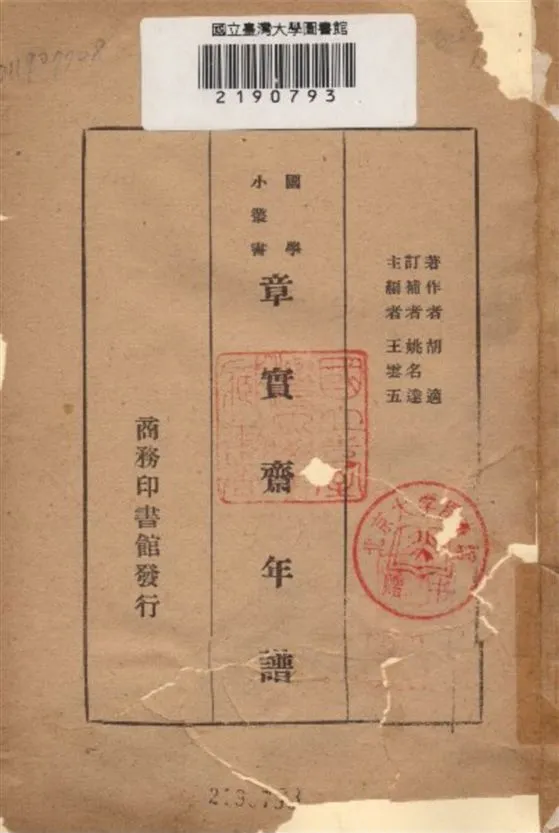 國立臺灣大學圖書館
2190793
著作者 胡適
訂補者 姚名達
主編者 王雲五
國學
小叢書
章實齋年譜
商務印書館發行